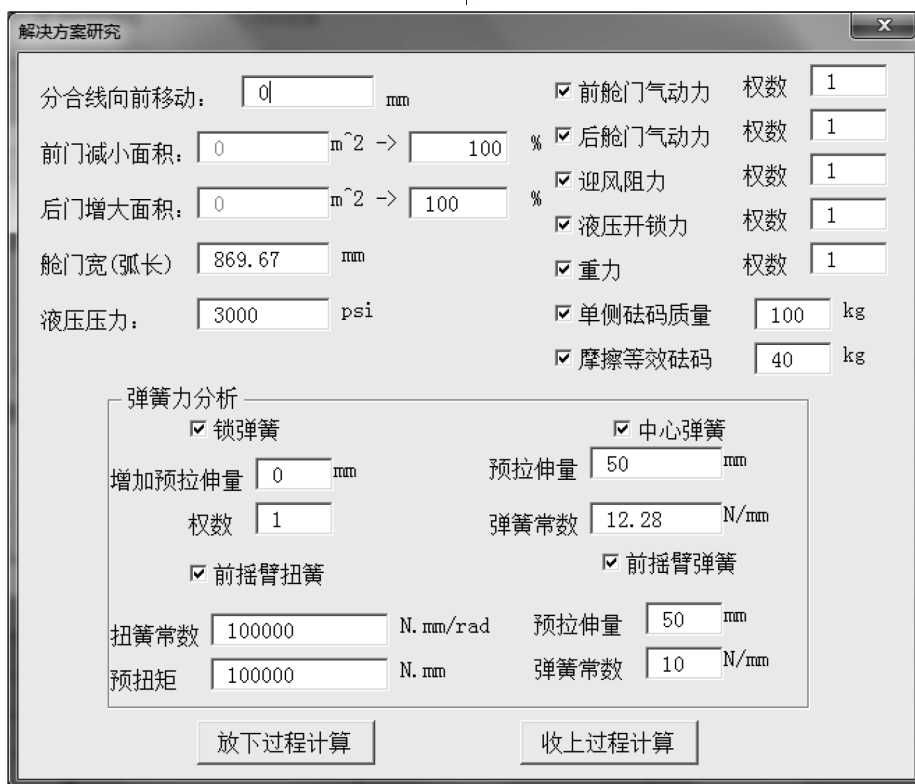 解决方案研究
分合线向前移动: 0 mm
前舱门气动力 权数 1
前门减小面积: 0 m^2 -> 100 %
后舱门气动力 权数 1
迎风阻力 权数 1
后门增大面积: 0 m^2 -> 100 %
液压开锁力 权数 1
舱门宽(弧长) 869.67 mm
重力 权数 1
液压压力: 3000 psi
单侧砝码质量 100 kg
摩擦等效砝码 40 kg
弹簧力分析
锁弹簧
中心弹簧
增加预拉伸量 0 mm
预拉伸量 50 mm
权数 1
弹簧常数 12.28 N/mm
前摇臂扭簧
前摇臂弹簧
扭簧常数 100000 N.mm/rad
预拉伸量 50 mm
预扭矩 100000 N.mm
弹簧常数 10 N/mm
放下过程计算
收上过程计算